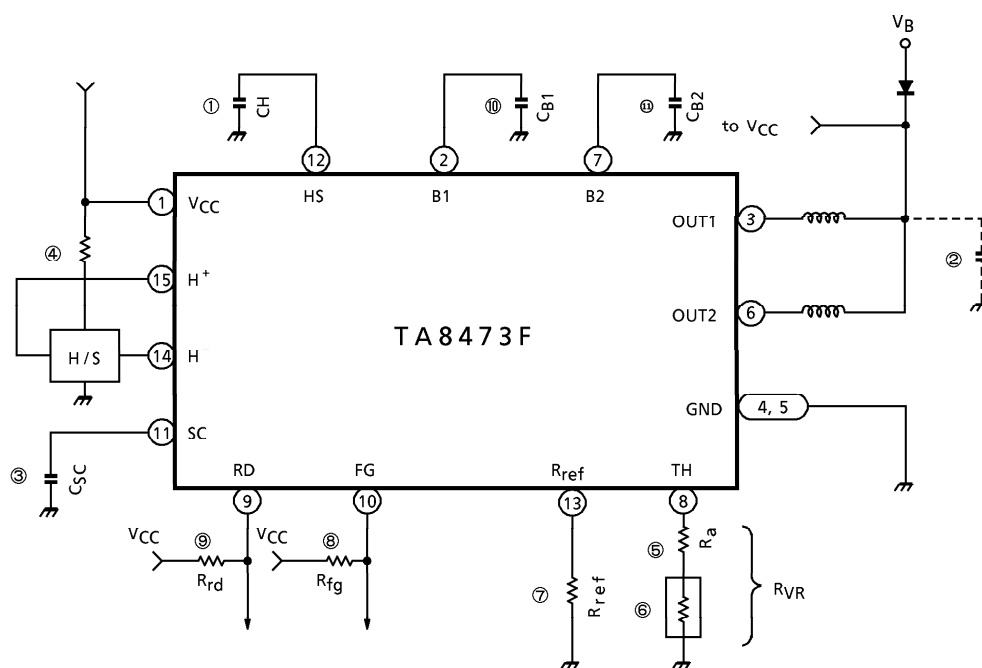 V_B
① CH
⑩ C_B1
⑪ C_B2
to V_CC
12
2
7
HS
B1
B2
1 V_CC
OUT1 3
④
②
15 H+
OUT2 6
TA8473F
H/S
14 H
GND 4, 5
11 SC
③ C_SC
RD
FG
R_ref
TH
9
10
13
8
V_CC ⑨
V_CC ⑧
R_rd
R_fg
⑤ R_a
⑦ R_ref
⑥
R_VR